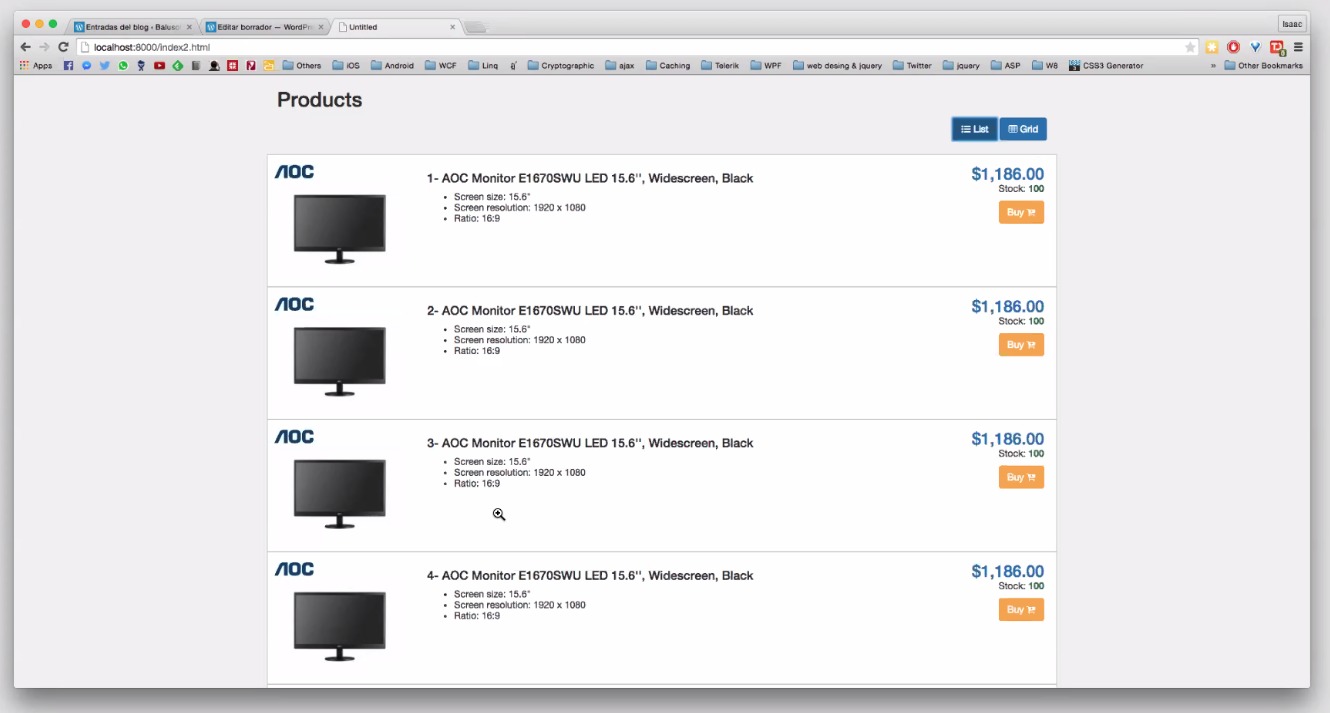 Isaac
Entradas del blog ‹ Balusof
Editar borrador — WordPr
Untitled
localhost:8000/index2.html
Apps
Others
iOS
Android
WCF
Linq
Cryptographic
ajax
Caching
Telerik
WPF
web desing & jquery
Twitter
jquery
ASP
W8
CSS3 Generator
»
Other Bookmarks
Products
List
Grid
AOC
1- AOC Monitor E1670SWU LED 15.6'', Widescreen, Black
$1,186.00
Stock: 100
• Screen size: 15.6"
• Screen resolution: 1920 x 1080
• Ratio: 16:9
Buy
AOC
2- AOC Monitor E1670SWU LED 15.6'', Widescreen, Black
$1,186.00
Stock: 100
• Screen size: 15.6"
• Screen resolution: 1920 x 1080
• Ratio: 16:9
Buy
AOC
3- AOC Monitor E1670SWU LED 15.6'', Widescreen, Black
$1,186.00
Stock: 100
• Screen size: 15.6"
• Screen resolution: 1920 x 1080
• Ratio: 16:9
Buy
AOC
4- AOC Monitor E1670SWU LED 15.6'', Widescreen, Black
$1,186.00
Stock: 100
• Screen size: 15.6"
• Screen resolution: 1920 x 1080
• Ratio: 16:9
Buy